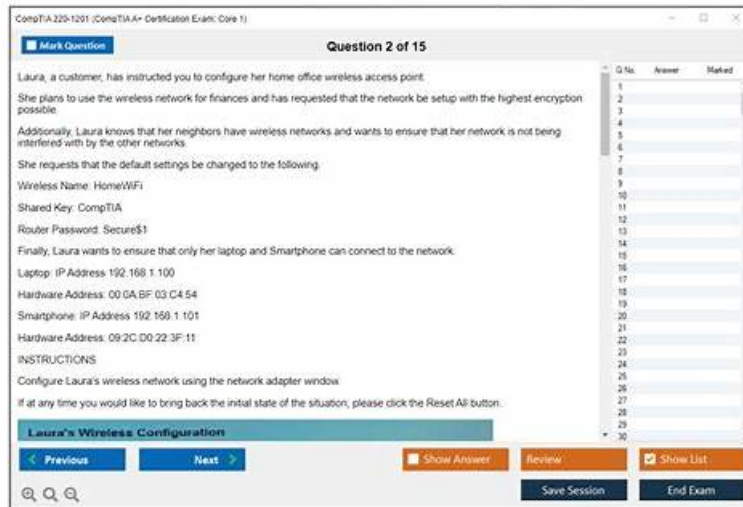 CompTIA 220-1201 (CompTIA A+ Certification Exam: Core 1)
Mark Question
Question 2 of 15
Laura, a customer, has instructed you to configure her home office wireless access point.
She plans to use the wireless network for finances and has requested that the network be setup with the highest encryption
possible.
Additionally, Laura knows that her neighbors have wireless networks and wants to ensure that her network is not being
interfered with by the other networks.
She requests that the default settings be changed to the following.
Wireless Name: HomeWiFi
Shared Key: CompTIA
Router Password: Secure$1
Finally, Laura wants to ensure that only her laptop and Smartphone can connect to the network.
Laptop: IP Address 192.168.1.100
Hardware Address: 00:0A:BF:03:C4:54
Smartphone: IP Address 192.168.1.101
Hardware Address: 09:2C:D0:22:3F:11
INSTRUCTIONS
Configure Laura's wireless network using the network adapter window.
If at any time you would like to bring back the initial state of the situation, please click the Reset All button.
Laura's Wireless Configuration
Q No. Answer Marked
1
2
3
4
5
6
7
8
9
10
11
12
13
14
15
16
17
18
19
20
21
22
23
24
25
26
27
28
29
30
Previous
Next
Show Answer
Review
Show List
Save Session
End Exam